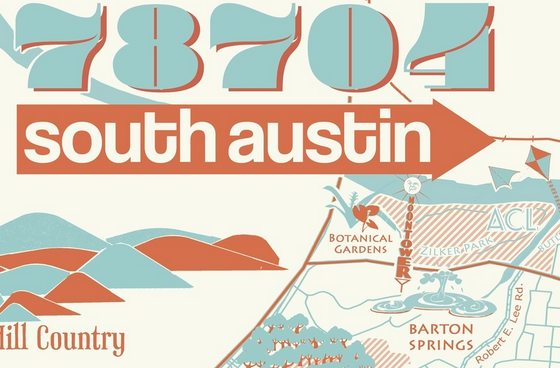 78704
south austin
BOTANICAL
GARDENS
MOONTOWER
ACL
ZILKER PARK
Hill Country
BARTON
SPRINGS
Robert E. Lee Rd.